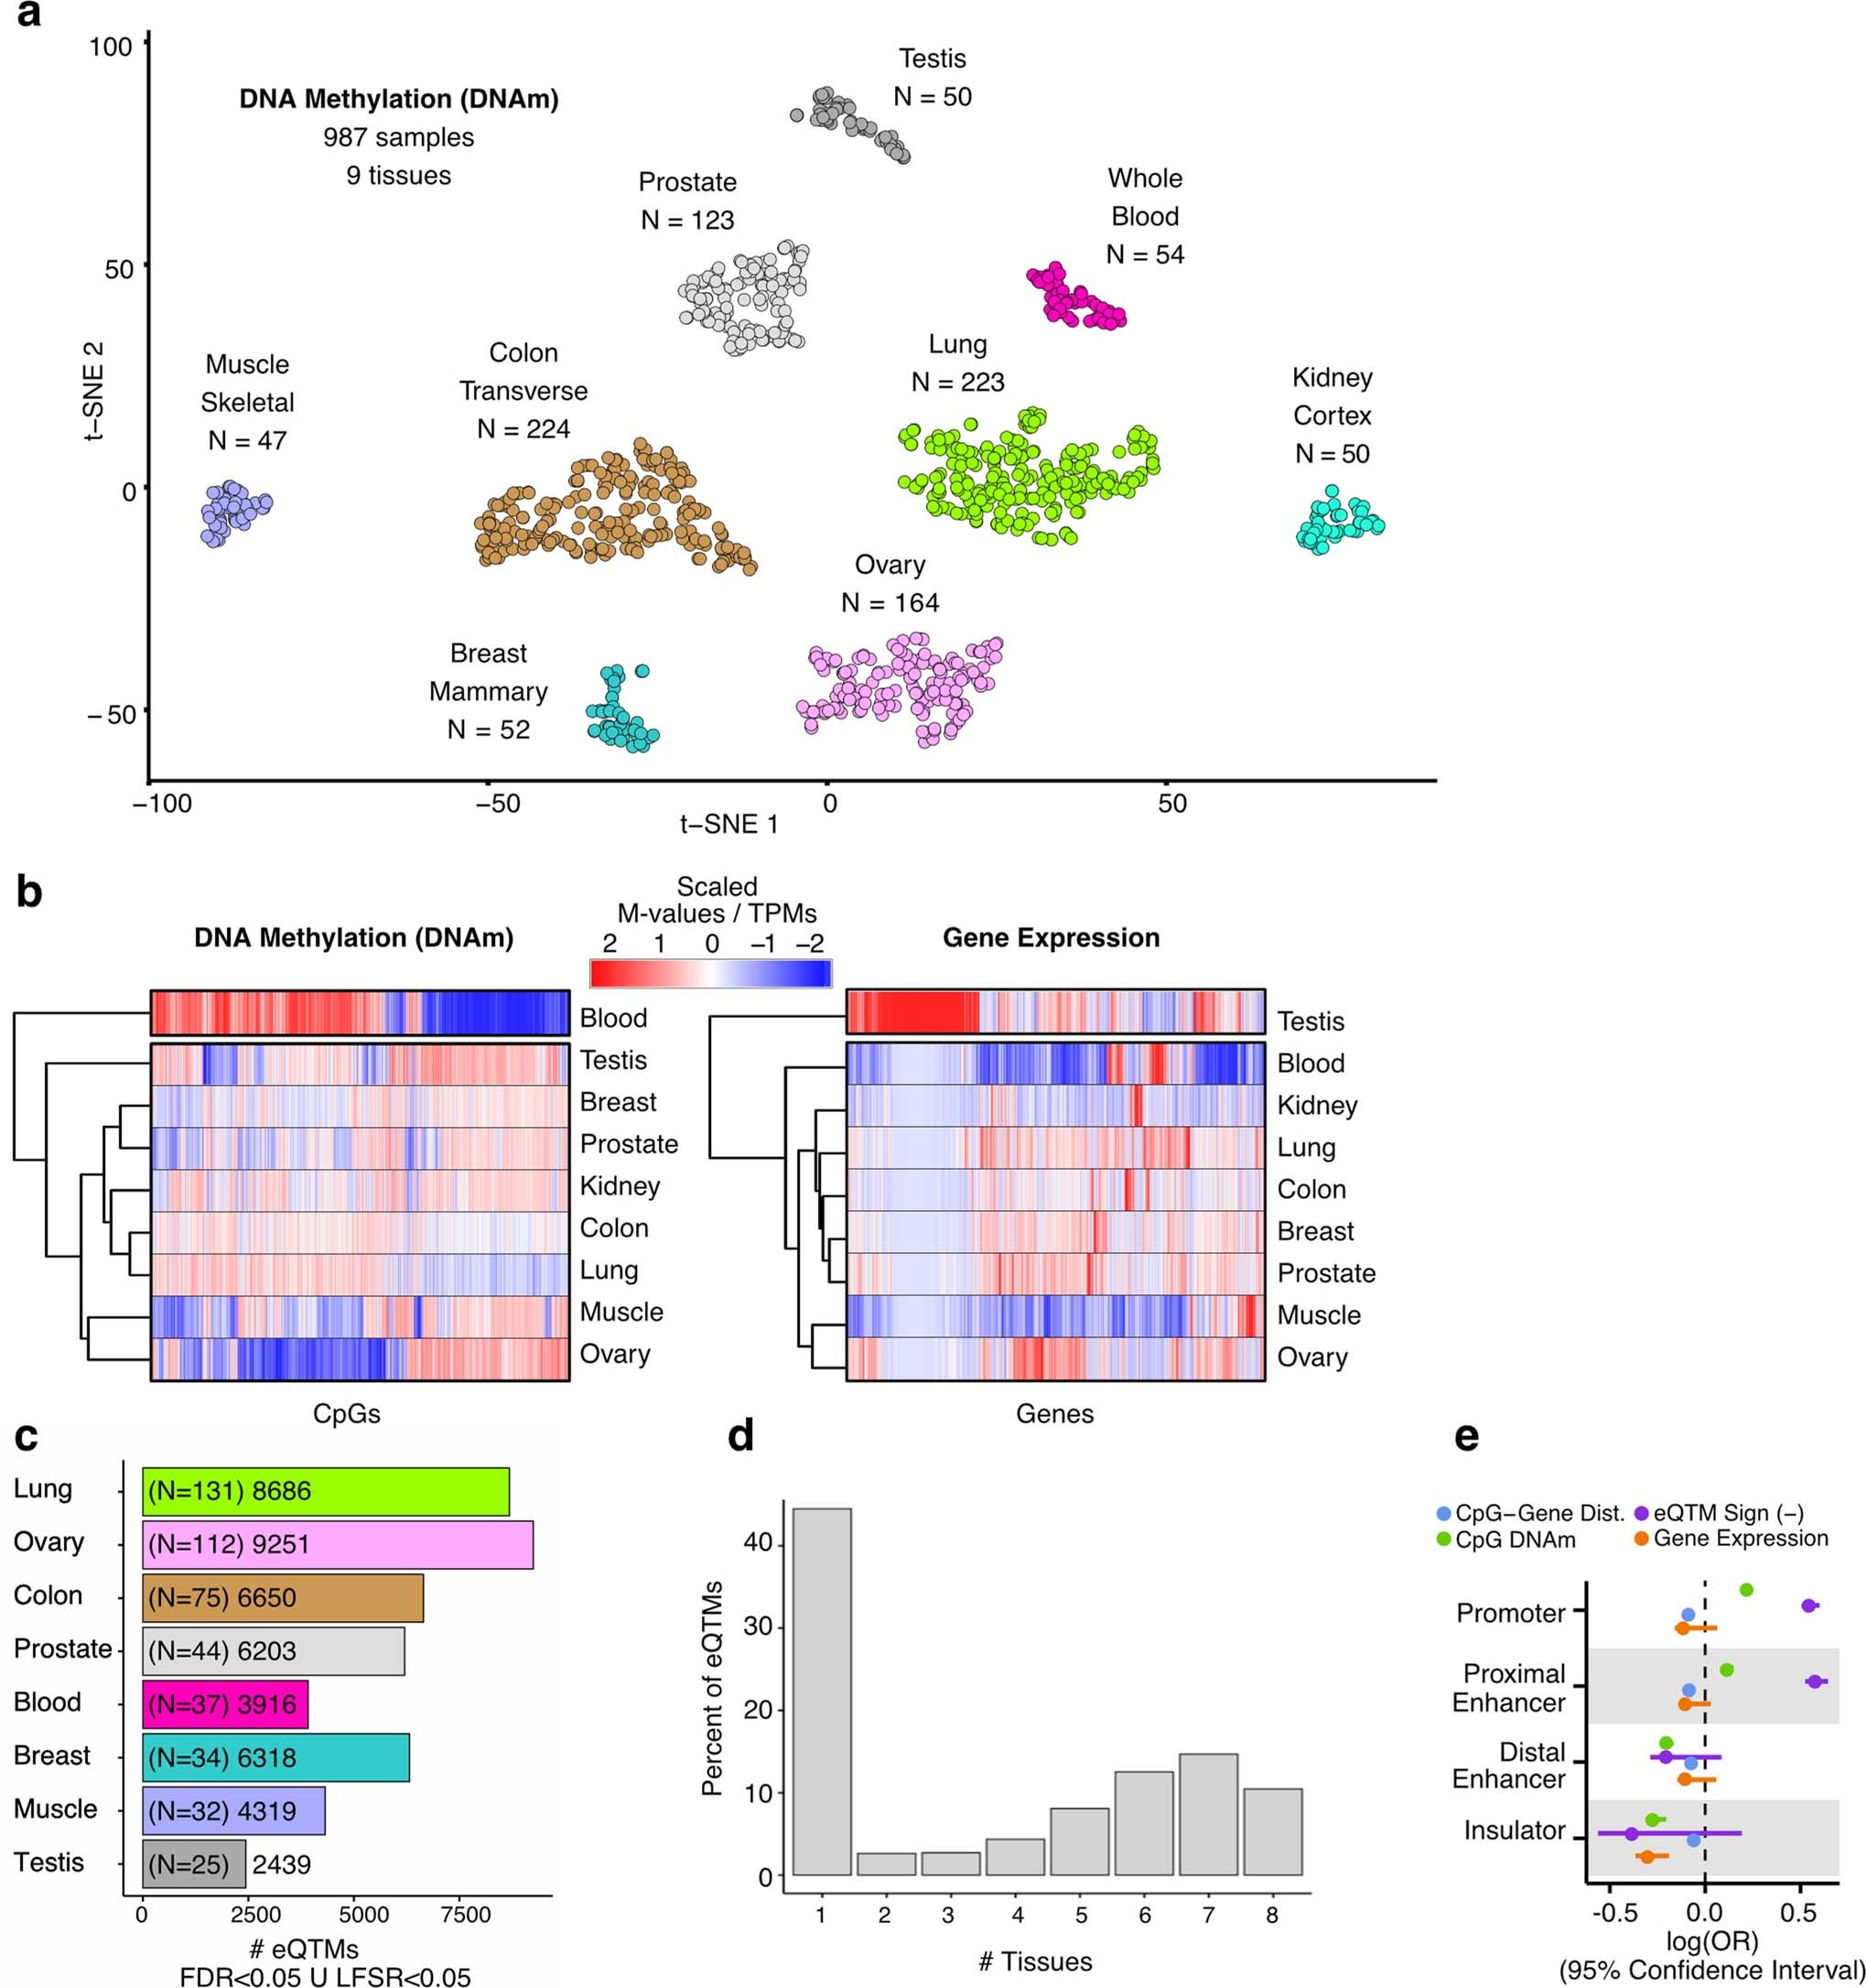 a
100
50
0
−50
t−SNE 2
DNA Methylation (DNAm)
987 samples
9 tissues
Testis
N = 50
Prostate
N = 123
Whole
Blood
N = 54
Muscle
Skeletal
N = 47
Colon
Transverse
N = 224
Lung
N = 223
Kidney
Cortex
N = 50
Ovary
N = 164
Breast
Mammary
N = 52
−100
−50
0
50
t−SNE 1
b
Scaled
M-values / TPMs
2 1 0 −1 −2
DNA Methylation (DNAm)
Blood
Testis
Breast
Prostate
Kidney
Colon
Lung
Muscle
Ovary
CpGs
Gene Expression
Testis
Blood
Kidney
Lung
Colon
Breast
Prostate
Muscle
Ovary
Genes
c
Lung (N=131) 8686
Ovary (N=112) 9251
Colon (N=75) 6650
Prostate (N=44) 6203
Blood (N=37) 3916
Breast (N=34) 6318
Muscle (N=32) 4319
Testis (N=25) 2439
0 2500 5000 7500
# eQTMs
FDR<0.05 U LFSR<0.05
d
Percent of eQTMs
40
30
20
10
0
1 2 3 4 5 6 7 8
# Tissues
e
CpG−Gene Dist. eQTM Sign (−)
CpG DNAm Gene Expression
Promoter
Proximal
Enhancer
Distal
Enhancer
Insulator
-0.5 0.0 0.5
log(OR)
(95% Confidence Interval)